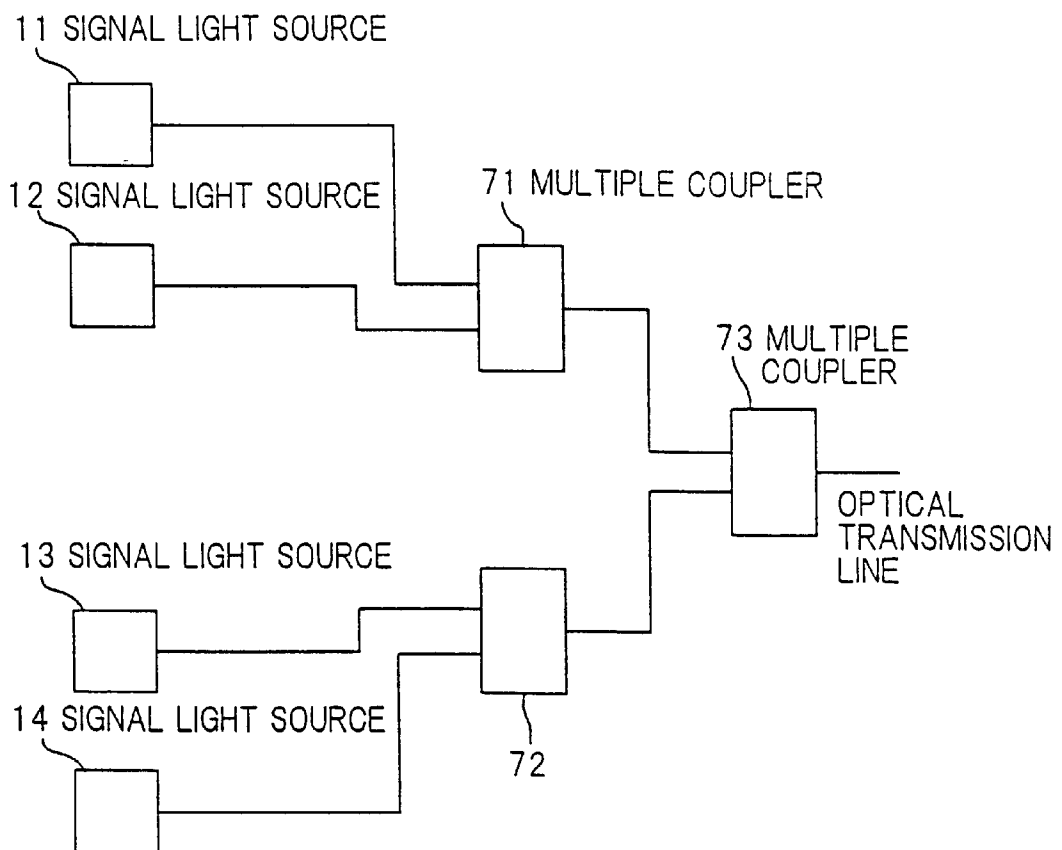 11 SIGNAL LIGHT SOURCE
12 SIGNAL LIGHT SOURCE
71 MULTIPLE COUPLER
73 MULTIPLE
COUPLER
OPTICAL
TRANSMISSION
LINE
13 SIGNAL LIGHT SOURCE
14 SIGNAL LIGHT SOURCE
72